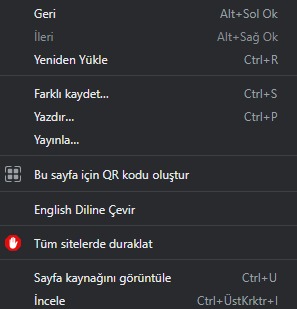 Geri Alt+Sol Ok
İleri Alt+Sağ Ok
Yeniden Yükle Ctrl+R
Farklı kaydet... Ctrl+S
Yazdır... Ctrl+P
Yayınla...
Bu sayfa için QR kodu oluştur
English Diline Çevir
Tüm sitelerde duraklat
Sayfa kaynağını görüntüle Ctrl+U
İncele Ctrl+ÜstKrktr+I